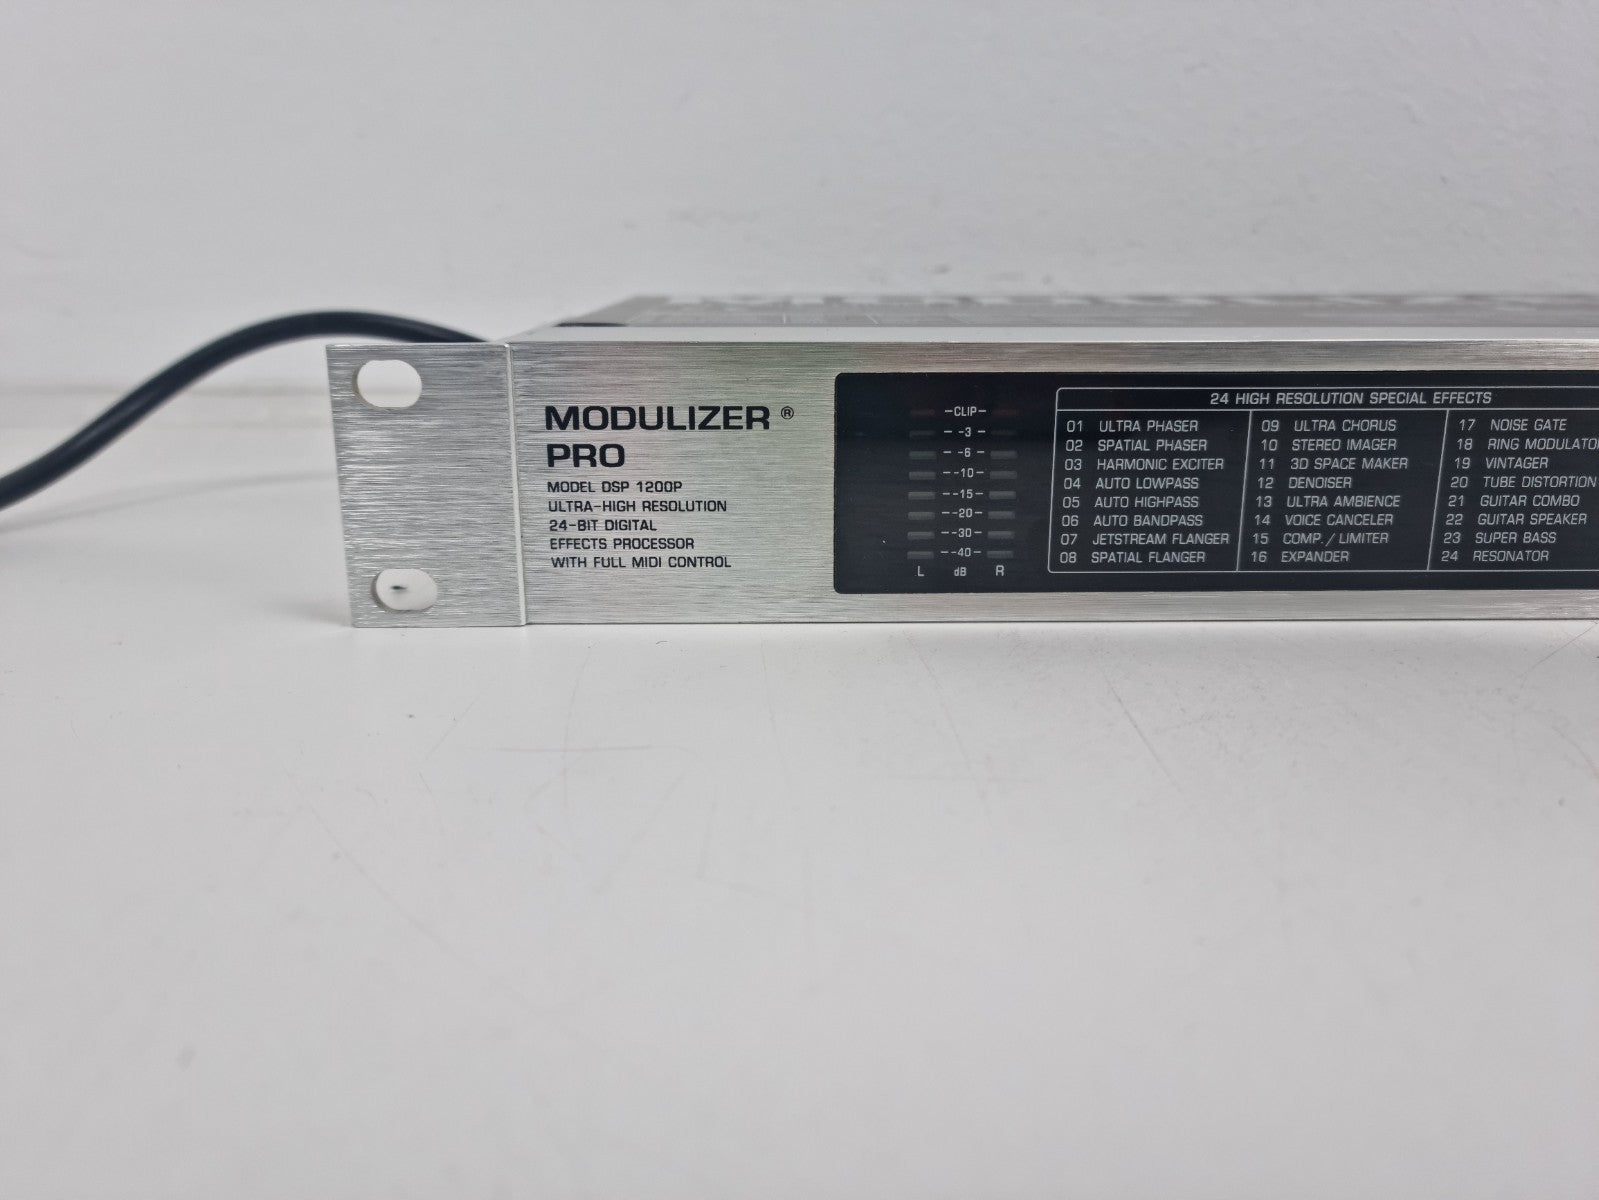 MODULIZER ®
PRO
MODEL DSP 1200P
ULTRA-HIGH RESOLUTION
24-BIT DIGITAL
EFFECTS PROCESSOR
WITH FULL MIDI CONTROL
-CLIP-
- -3 -
- -6 -
--10-
--15-
--20-
--30-
--40-
L dB R
24 HIGH RESOLUTION SPECIAL EFFECTS
01 ULTRA PHASER
02 SPATIAL PHASER
03 HARMONIC EXCITER
04 AUTO LOWPASS
05 AUTO HIGHPASS
06 AUTO BANDPASS
07 JETSTREAM FLANGER
08 SPATIAL FLANGER
09 ULTRA CHORUS
10 STEREO IMAGER
11 3D SPACE MAKER
12 DENOISER
13 ULTRA AMBIENCE
14 VOICE CANCELER
15 COMP./LIMITER
16 EXPANDER
17 NOISE GATE
18 RING MODULATO
19 VINTAGER
20 TUBE DISTORTION
21 GUITAR COMBO
22 GUITAR SPEAKER
23 SUPER BASS
24 RESONATOR